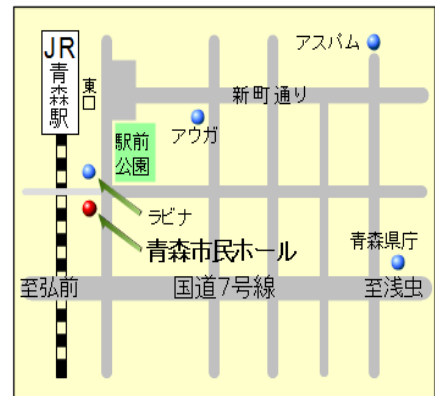 JR
青森駅
東口
アスパム
新町通り
アウガ
駅前
公園
ラビナ
青森市民ホール
青森県庁
至弘前
国道7号線
至浅虫